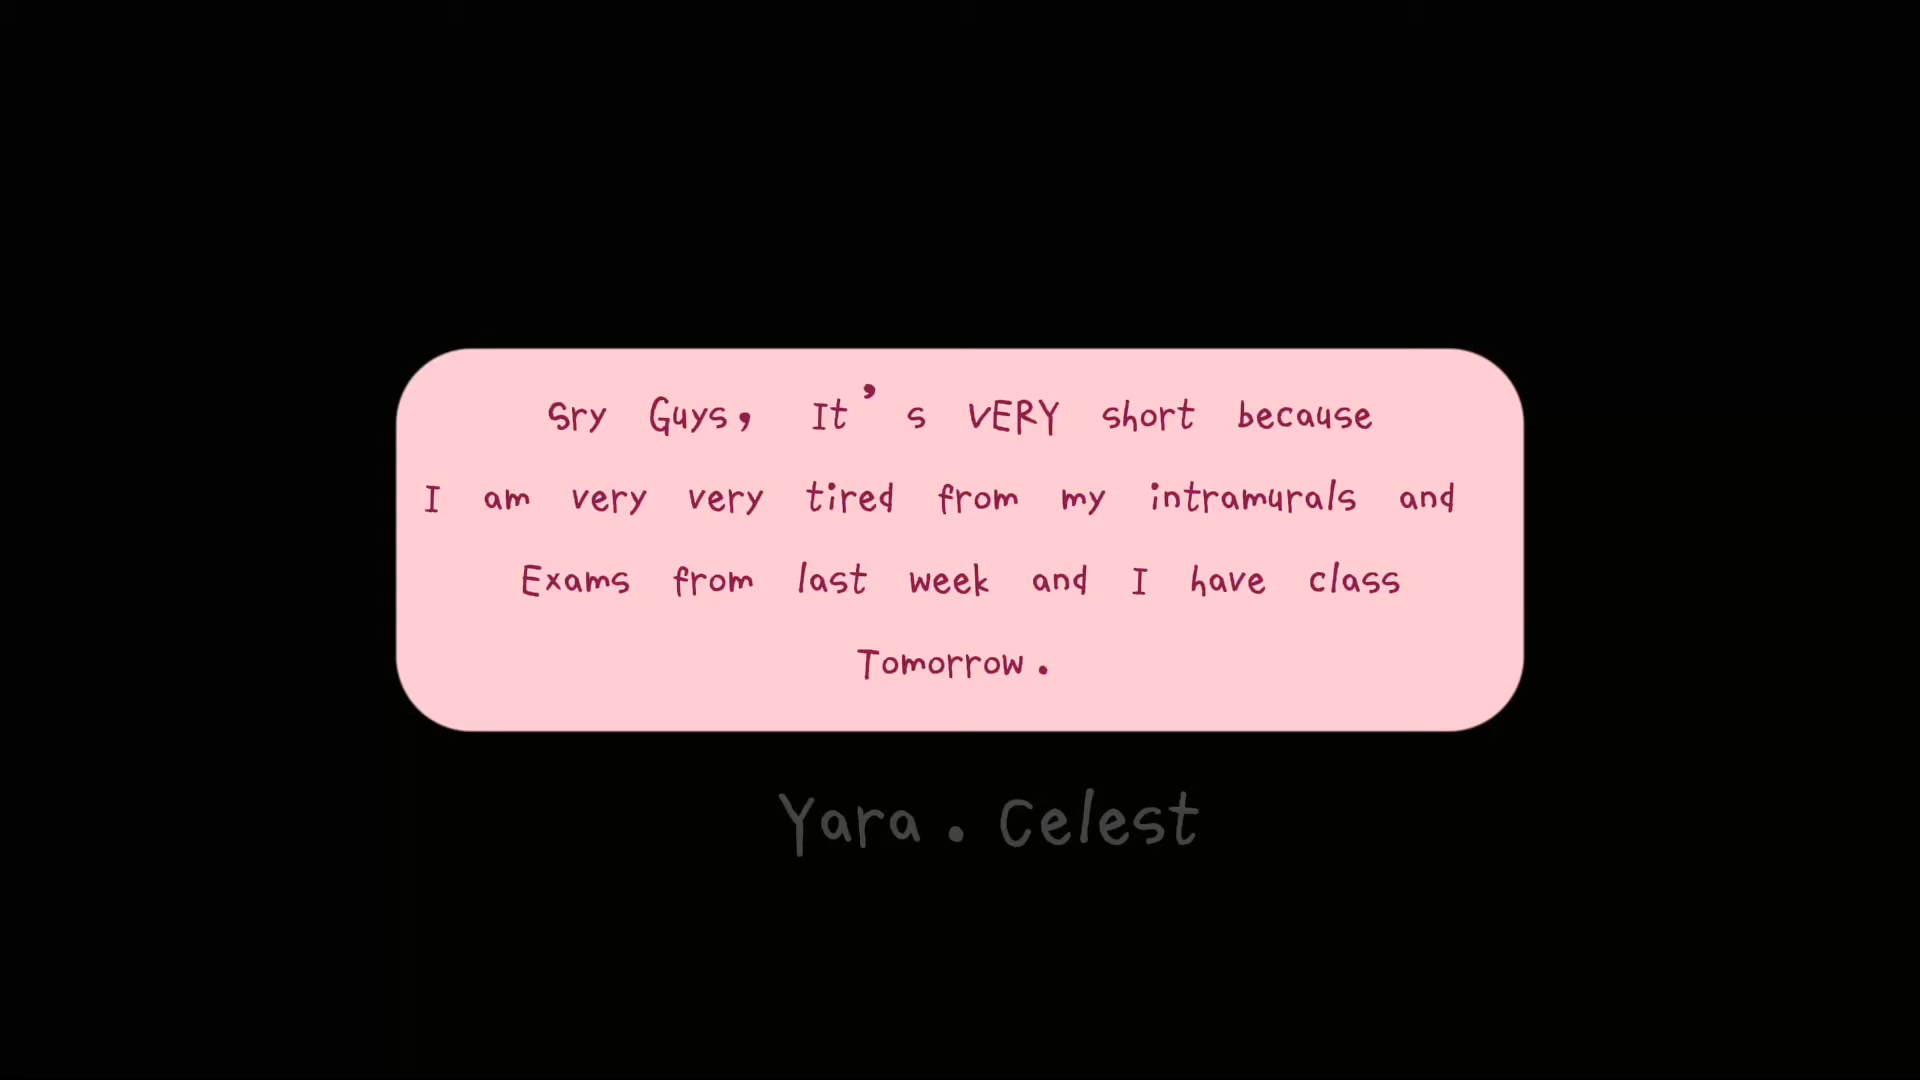 Sry Guys, It's VERY short because
I am very very tired from my intramurals and
Exams from last week and I have class
Tomorrow.
Yara. Celest